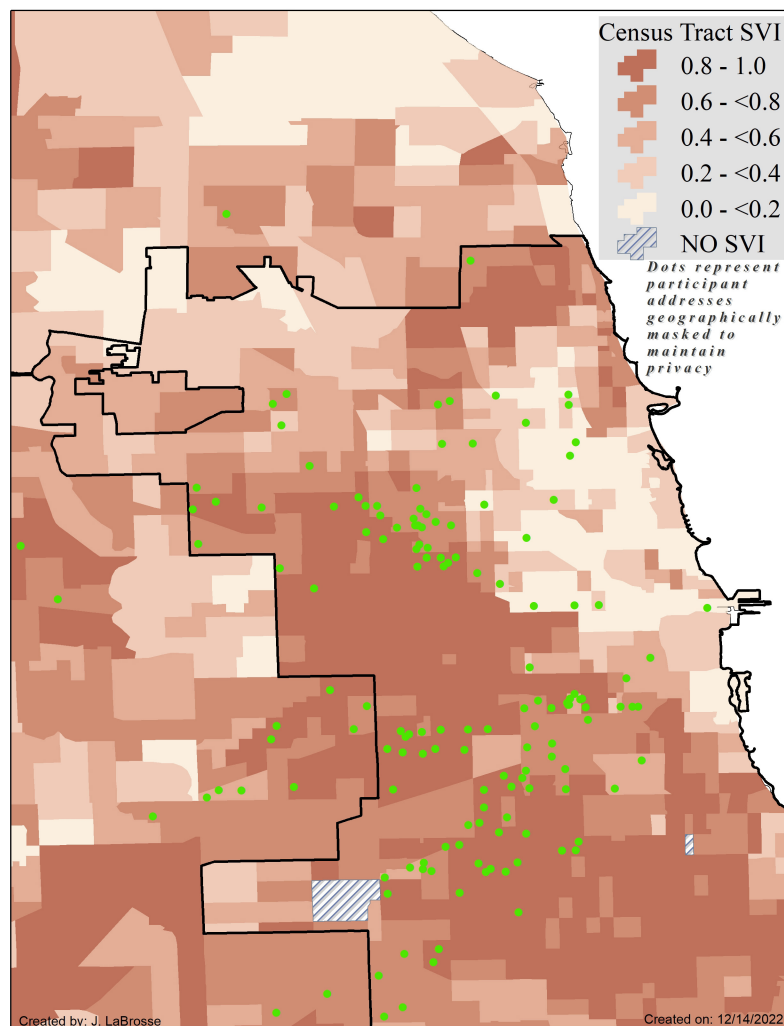 Census Tract SVI
0.8 - 1.0
0.6 - <0.8
0.4 - <0.6
0.2 - <0.4
0.0 - <0.2
NO SVI
Dots represent
participant
addresses
geographically
masked to
maintain
privacy
Created by: J. LaBrosse
Created on: 12/14/2022